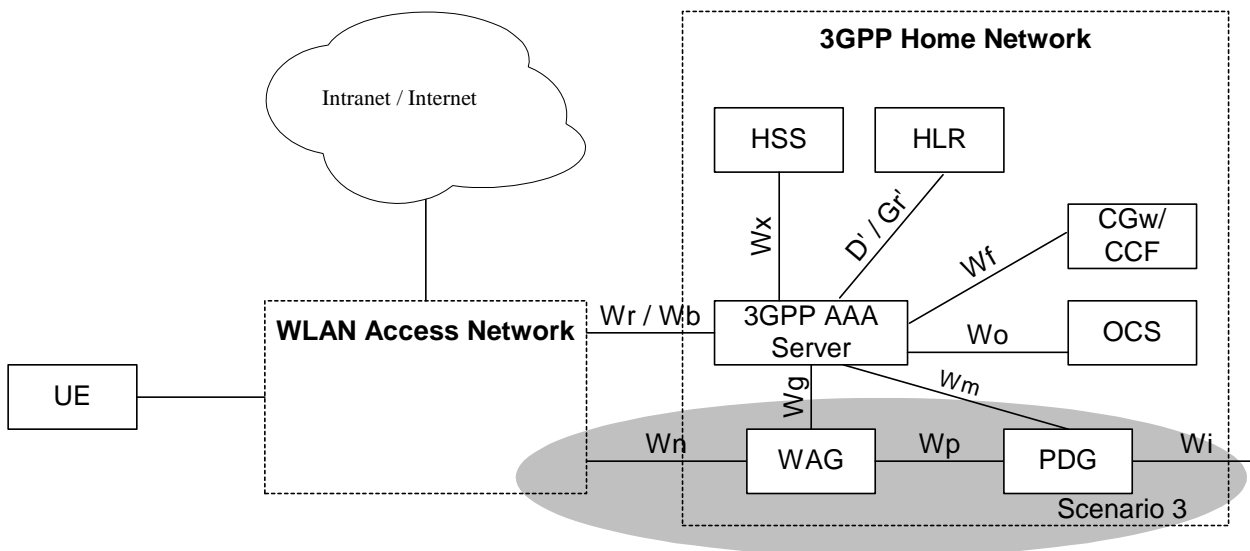 3GPP Home Network
Intranet / Internet
HSS
HLR
Wx
D' / Gr'
CGw/
CCF
Wf
WLAN Access Network
Wr / Wb
3GPP AAA
Server
Wo
OCS
UE
Wg
Wm
Wn
WAG
Wp
PDG
Wi
Scenario 3